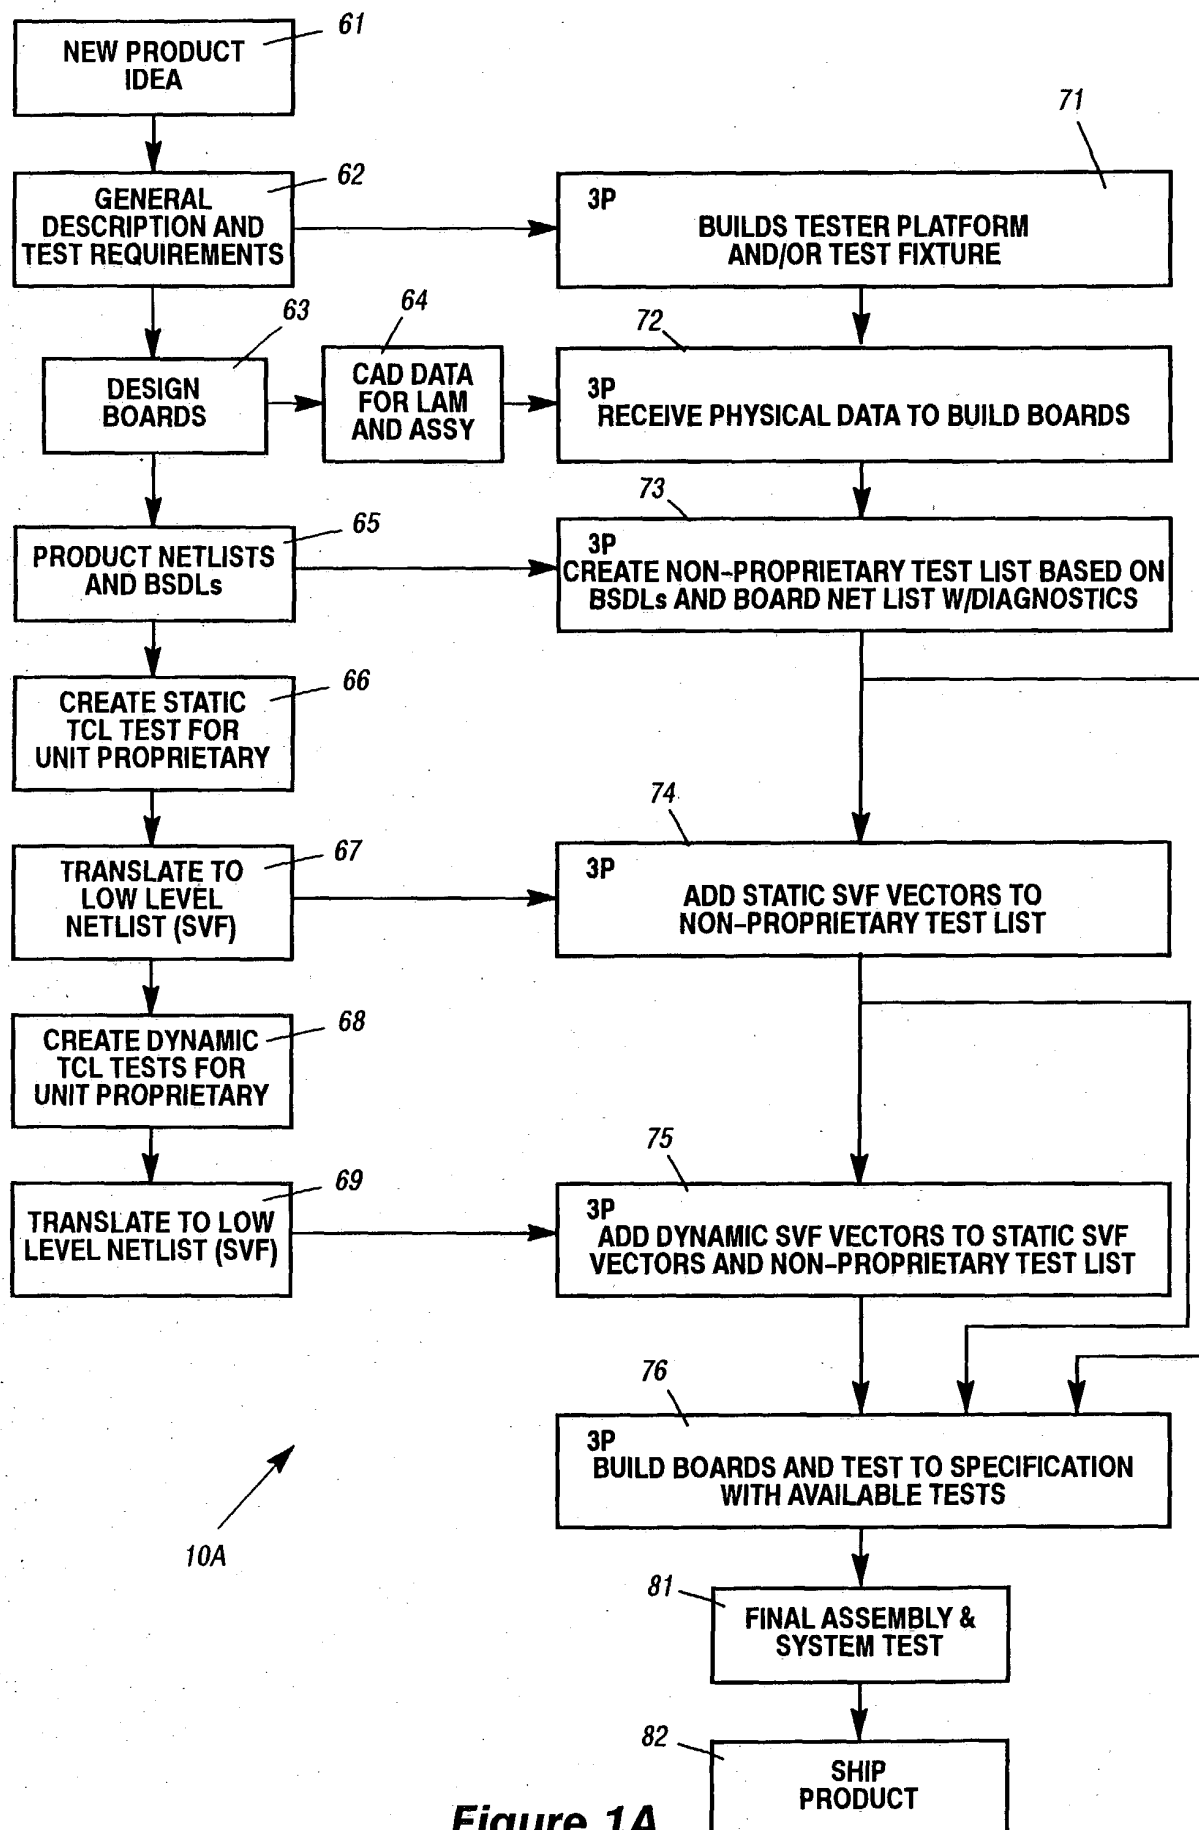 61
NEW PRODUCT
IDEA
71
62
GENERAL
DESCRIPTION AND
TEST REQUIREMENTS
3P
BUILDS TESTER PLATFORM
AND/OR TEST FIXTURE
63
DESIGN
BOARDS
64
CAD DATA
FOR LAM
AND ASSY
72
3P
RECEIVE PHYSICAL DATA TO BUILD BOARDS
65
PRODUCT NETLISTS
AND BSDLs
73
3P
CREATE NON-PROPRIETARY TEST LIST BASED ON
BSDLs AND BOARD NET LIST W/DIAGNOSTICS
66
CREATE STATIC
TCL TEST FOR
UNIT PROPRIETARY
67
TRANSLATE TO
LOW LEVEL
NETLIST (SVF)
74
3P
ADD STATIC SVF VECTORS TO
NON-PROPRIETARY TEST LIST
68
CREATE DYNAMIC
TCL TESTS FOR
UNIT PROPRIETARY
69
TRANSLATE TO LOW
LEVEL NETLIST (SVF)
75
3P
ADD DYNAMIC SVF VECTORS TO STATIC SVF
VECTORS AND NON-PROPRIETARY TEST LIST
76
3P
BUILD BOARDS AND TEST TO SPECIFICATION
WITH AVAILABLE TESTS
10A
81
FINAL ASSEMBLY &
SYSTEM TEST
82
SHIP
PRODUCT
Figure 1A